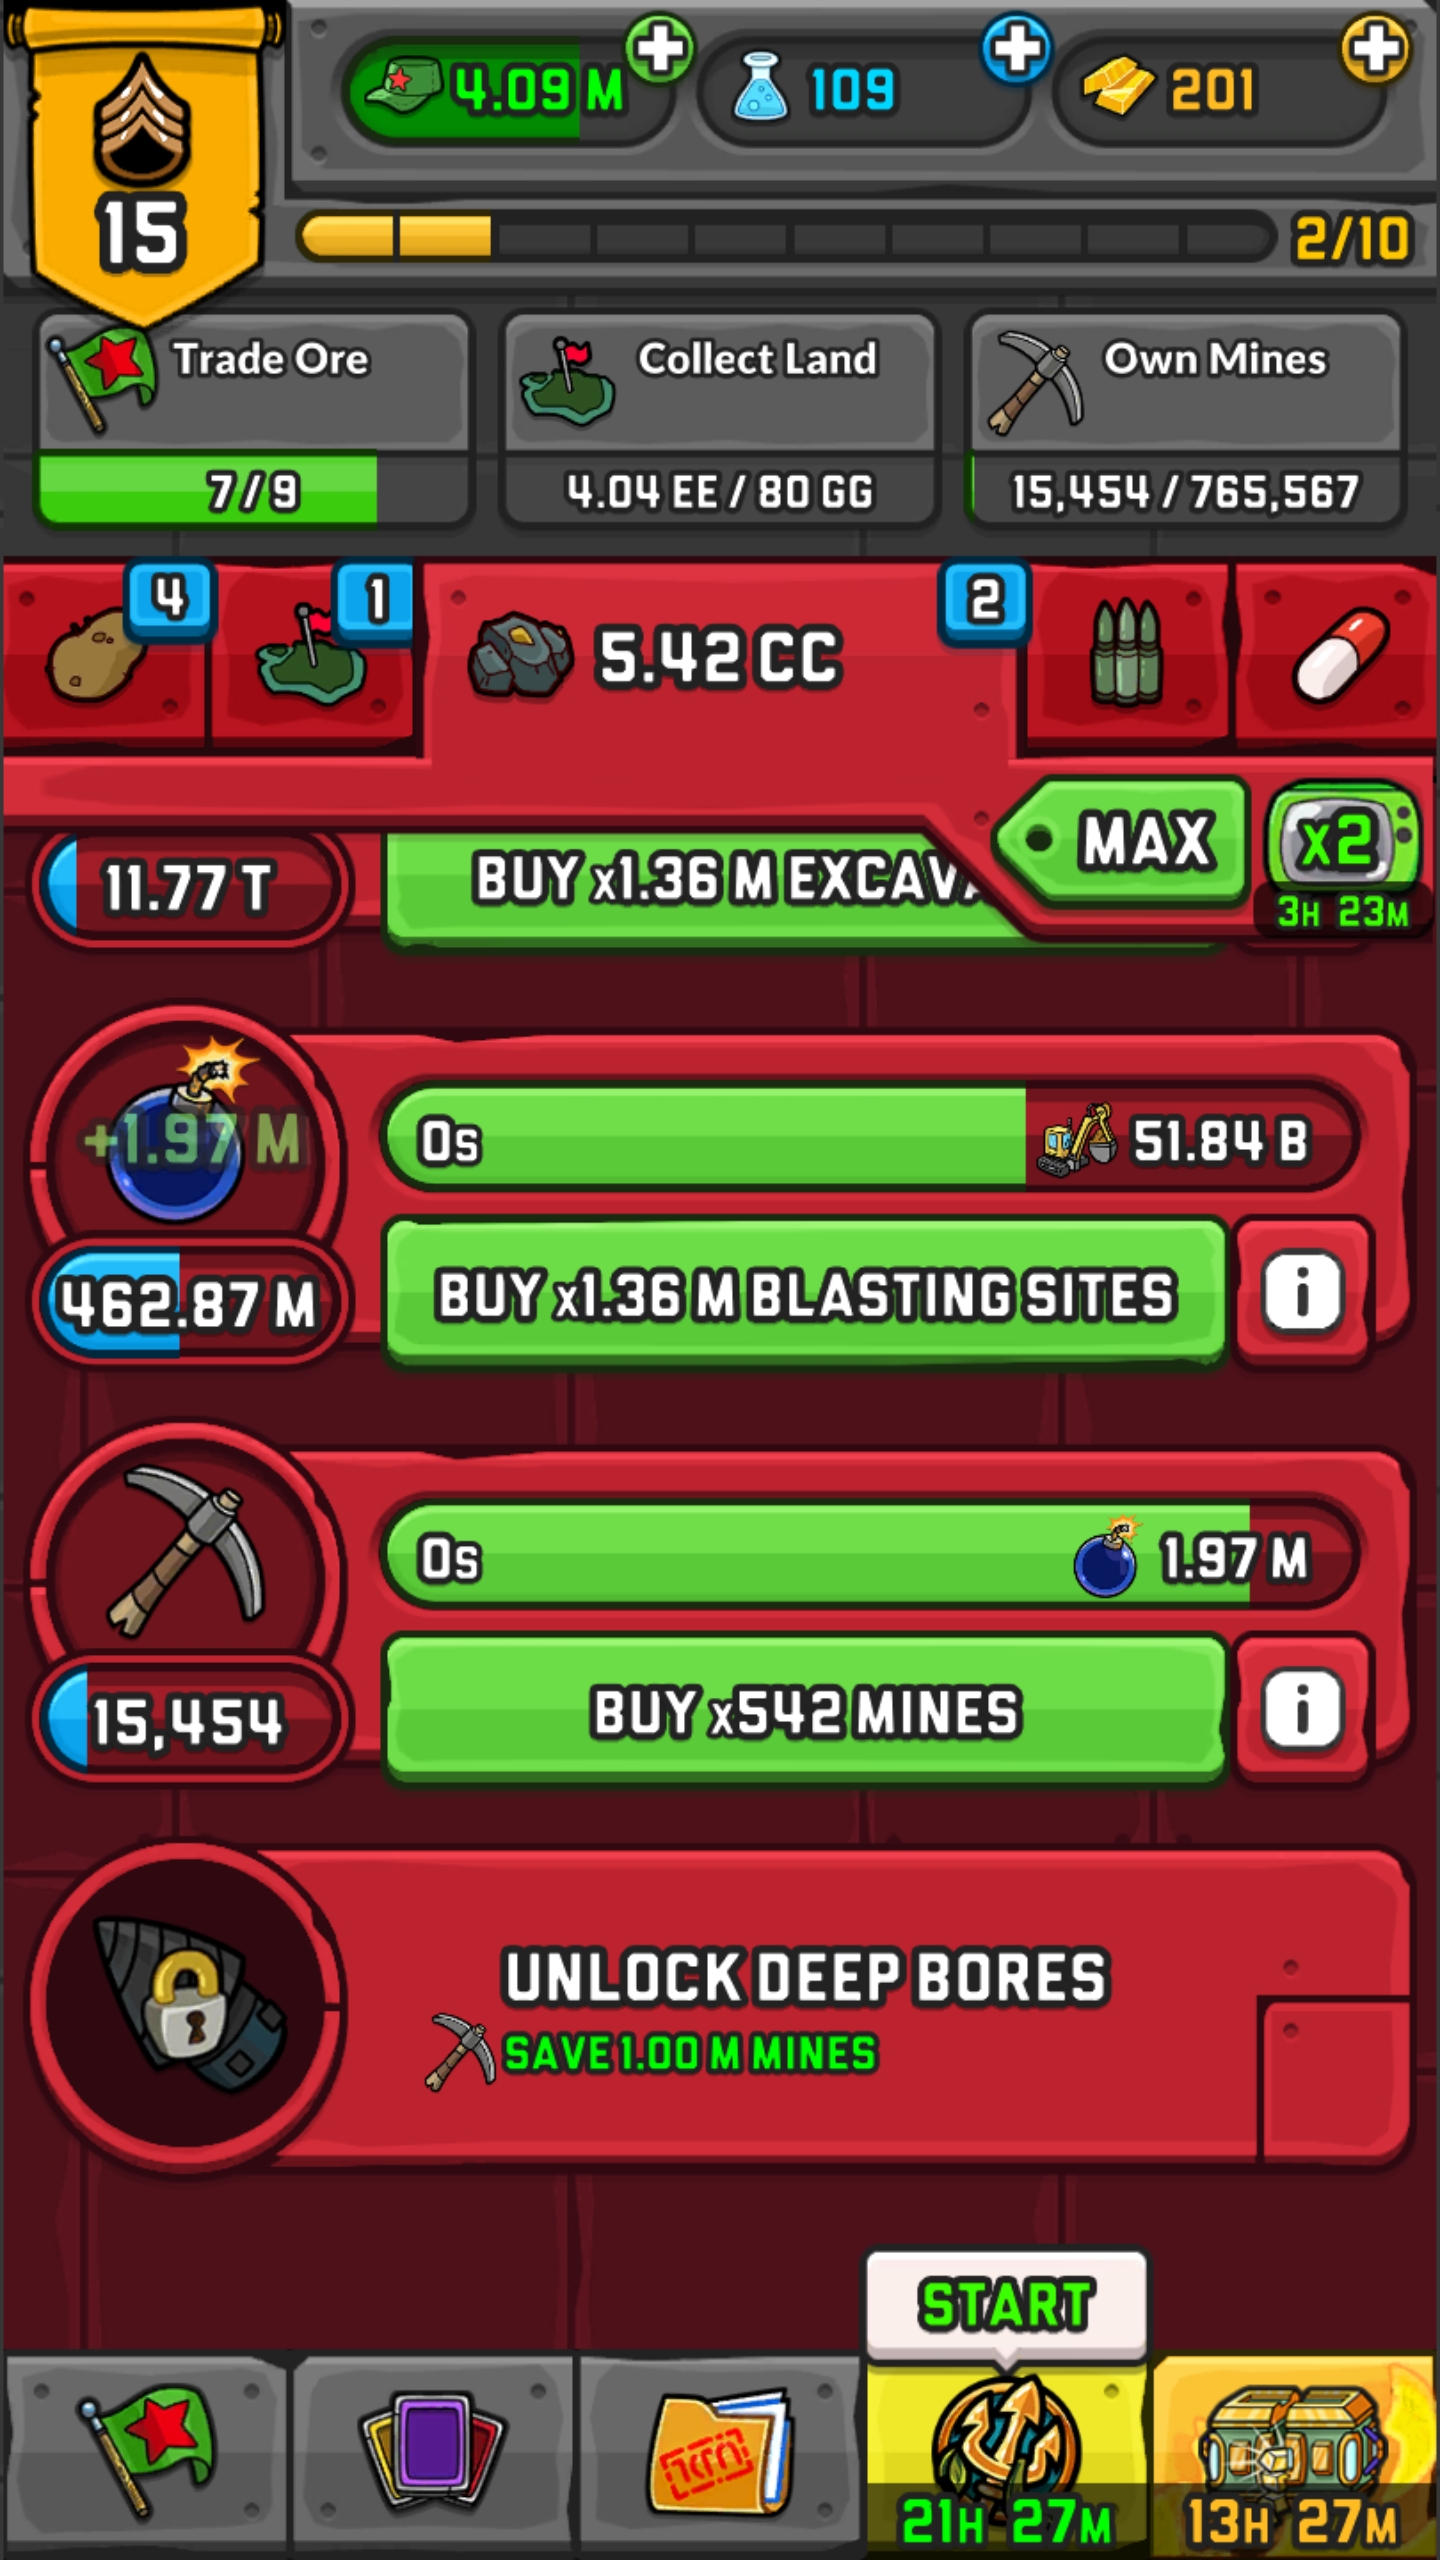 4.09 M
109
201
15
2/10
Trade Ore
Collect Land
Own Mines
7/9
4.04 EE / 80 GG
15,454 / 765,567
4
1
2
5.42 CC
MAX
x2
3H 23M
11.77 T
BUY x1.36 M
+1.97 M
0s
51.84 B
462.87 M
BUY x1.36 M BLASTING SITES
i
0s
1.97 M
15,454
BUY x542 MINES
i
UNLOCK DEEP BORES
SAVE 1.00 M MINES
START
21H 27M
13H 27M